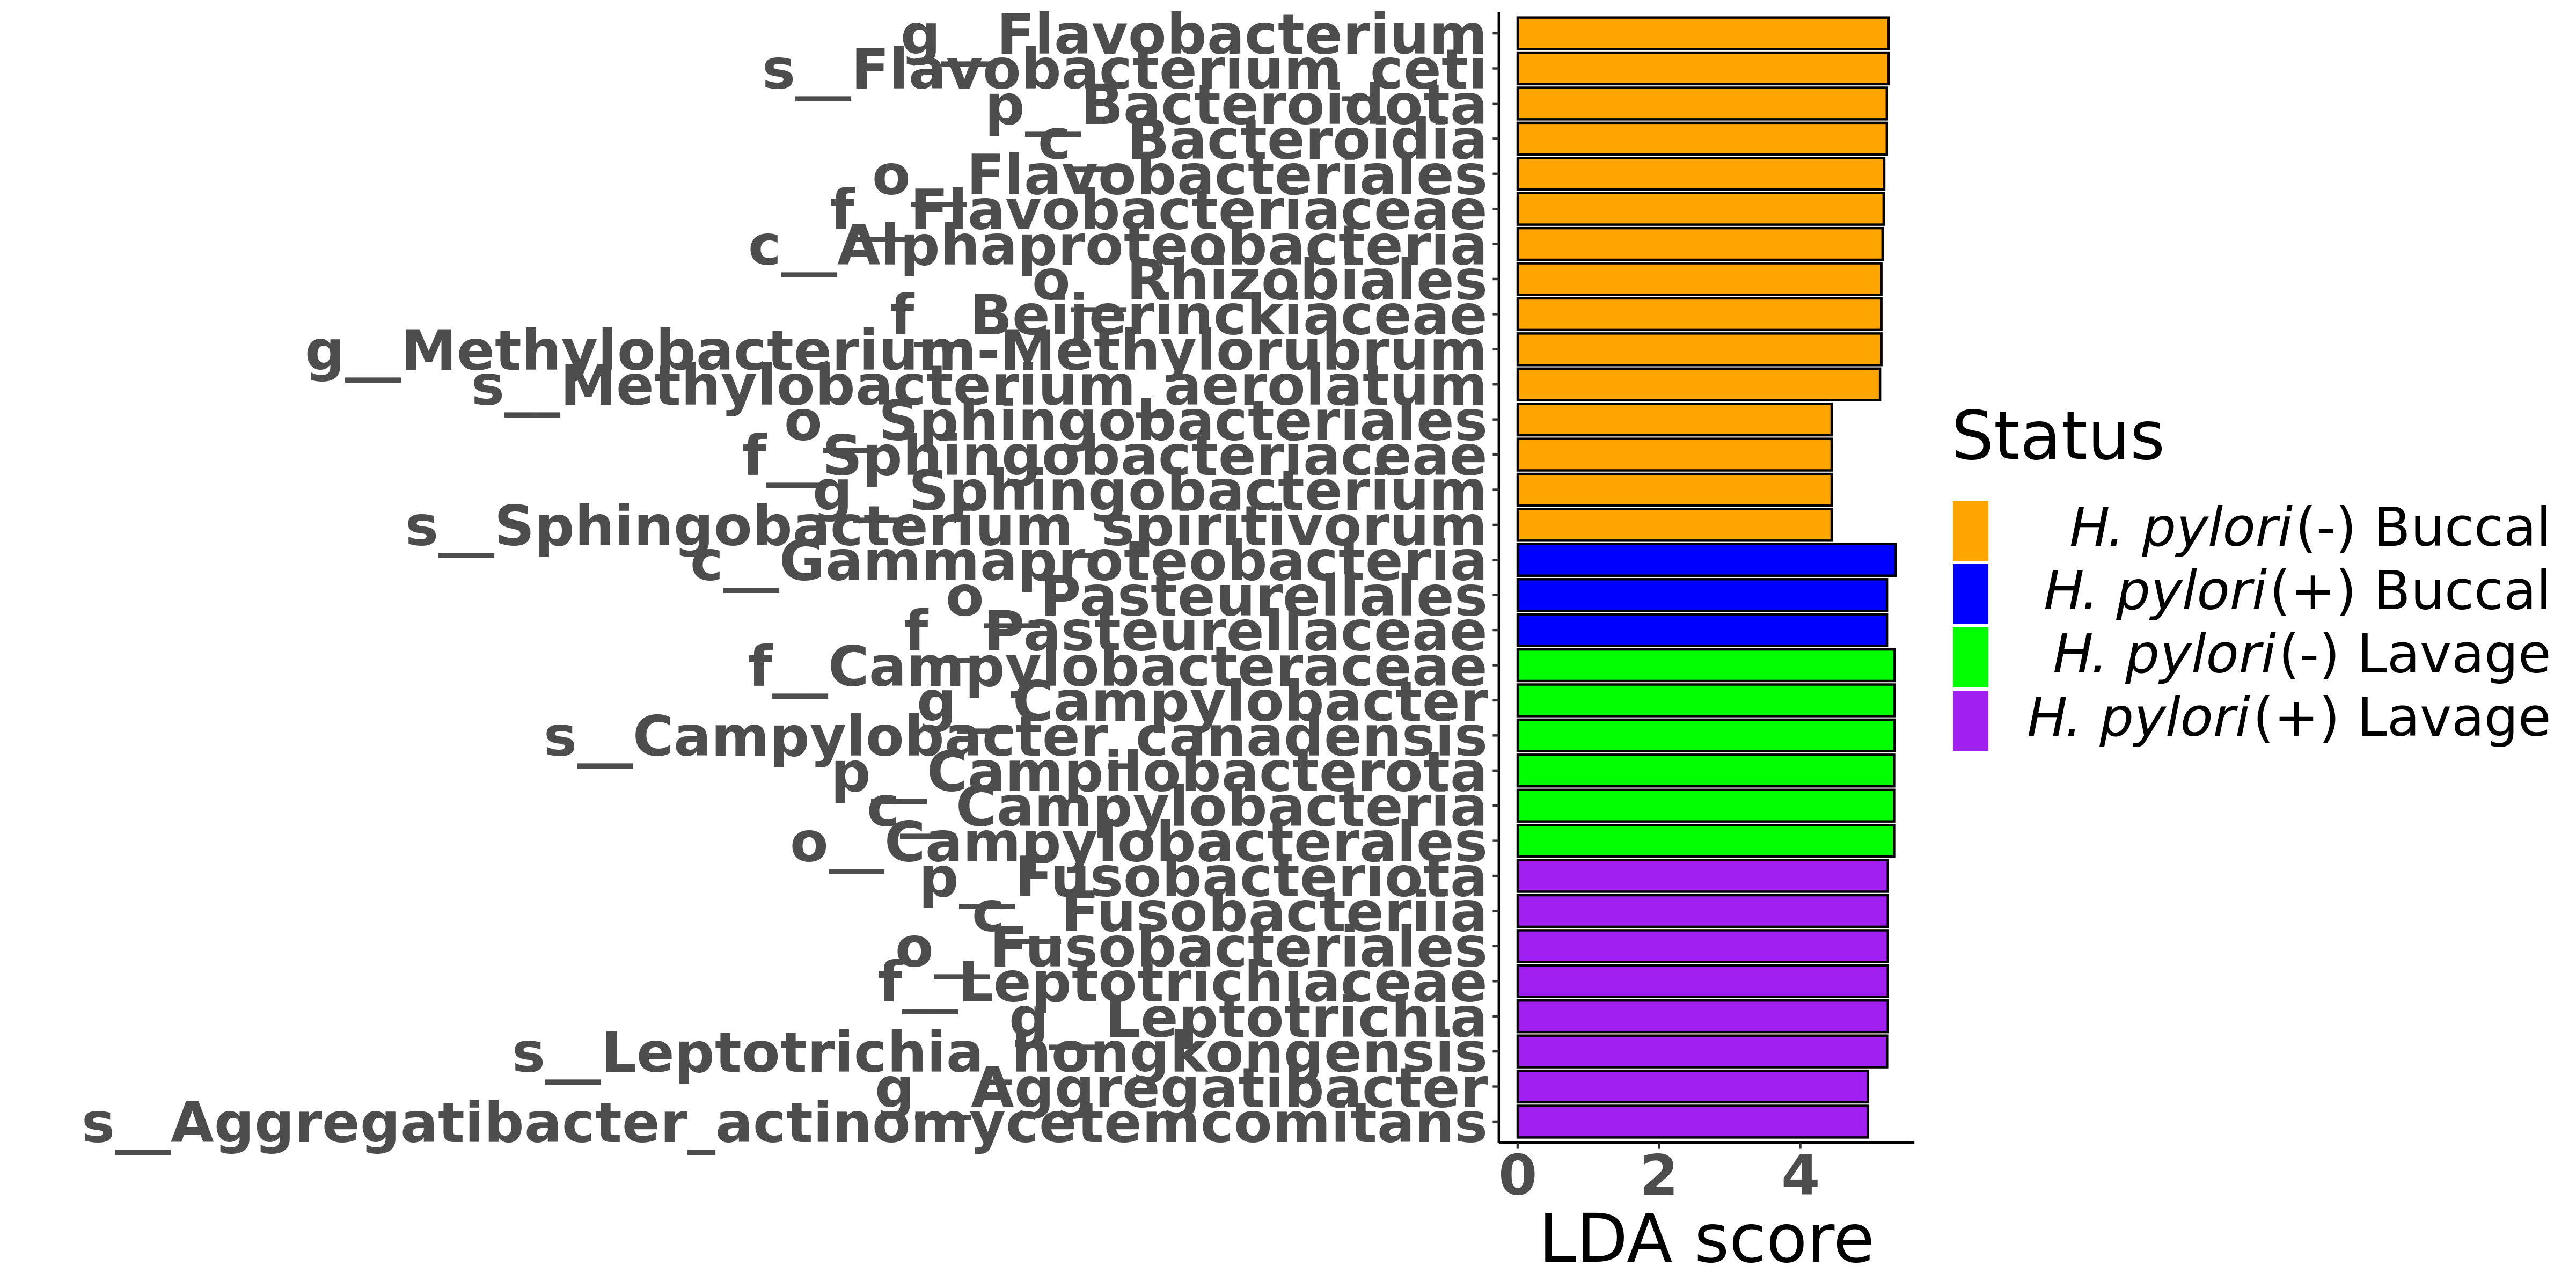 g__Flavobacterium
s__Flavobacterium_ceti
p__Bacteroidota
c__Bacteroidia
o__Flavobacteriales
f__Flavobacteriaceae
c__Alphaproteobacteria
o__Rhizobiales
f__Beijerinckiaceae
g__Methylobacterium-Methylorubrum
s__Methylobacterium_aerolatum
o__Sphingobacteriales
f__Sphingobacteriaceae
g__Sphingobacterium
s__Sphingobacterium_spiritivorum
c__Gammaproteobacteria
o__Pasteurellales
f__Pasteurellaceae
f__Campylobacteraceae
g__Campylobacter
s__Campylobacter_canadensis
p__Campilobacterota
c__Campylobacteria
o__Campylobacterales
p__Fusobacteriota
c__Fusobacteriia
o__Fusobacteriales
f__Leptotrichiaceae
g__Leptotrichia
s__Leptotrichia_hongkongensis
g__Aggregatibacter
s__Aggregatibacter_actinomycetemcomitans
0 2 4
LDA score
Status
H. pylori(-) Buccal
H. pylori(+) Buccal
H. pylori(-) Lavage
H. pylori(+) Lavage